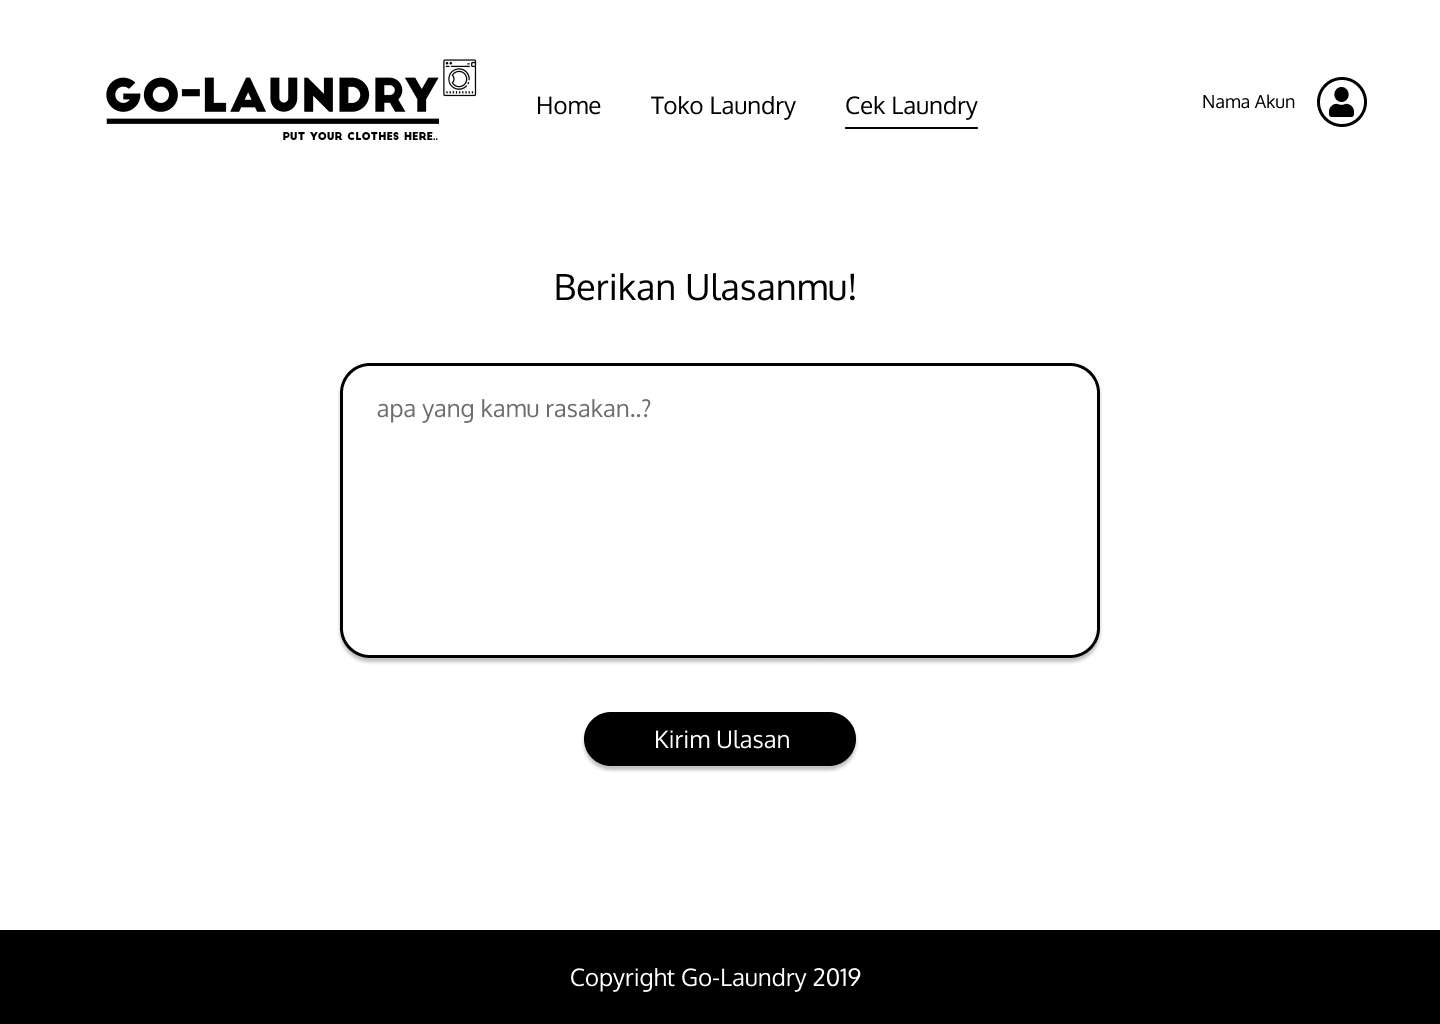 GO-LAUNDRY
PUT YOUR CLOTHES HERE..
Home
Toko Laundry
Cek Laundry
Nama Akun
Berikan Ulasanmu!
apa yang kamu rasakan..?
Kirim Ulasan
Copyright Go-Laundry 2019